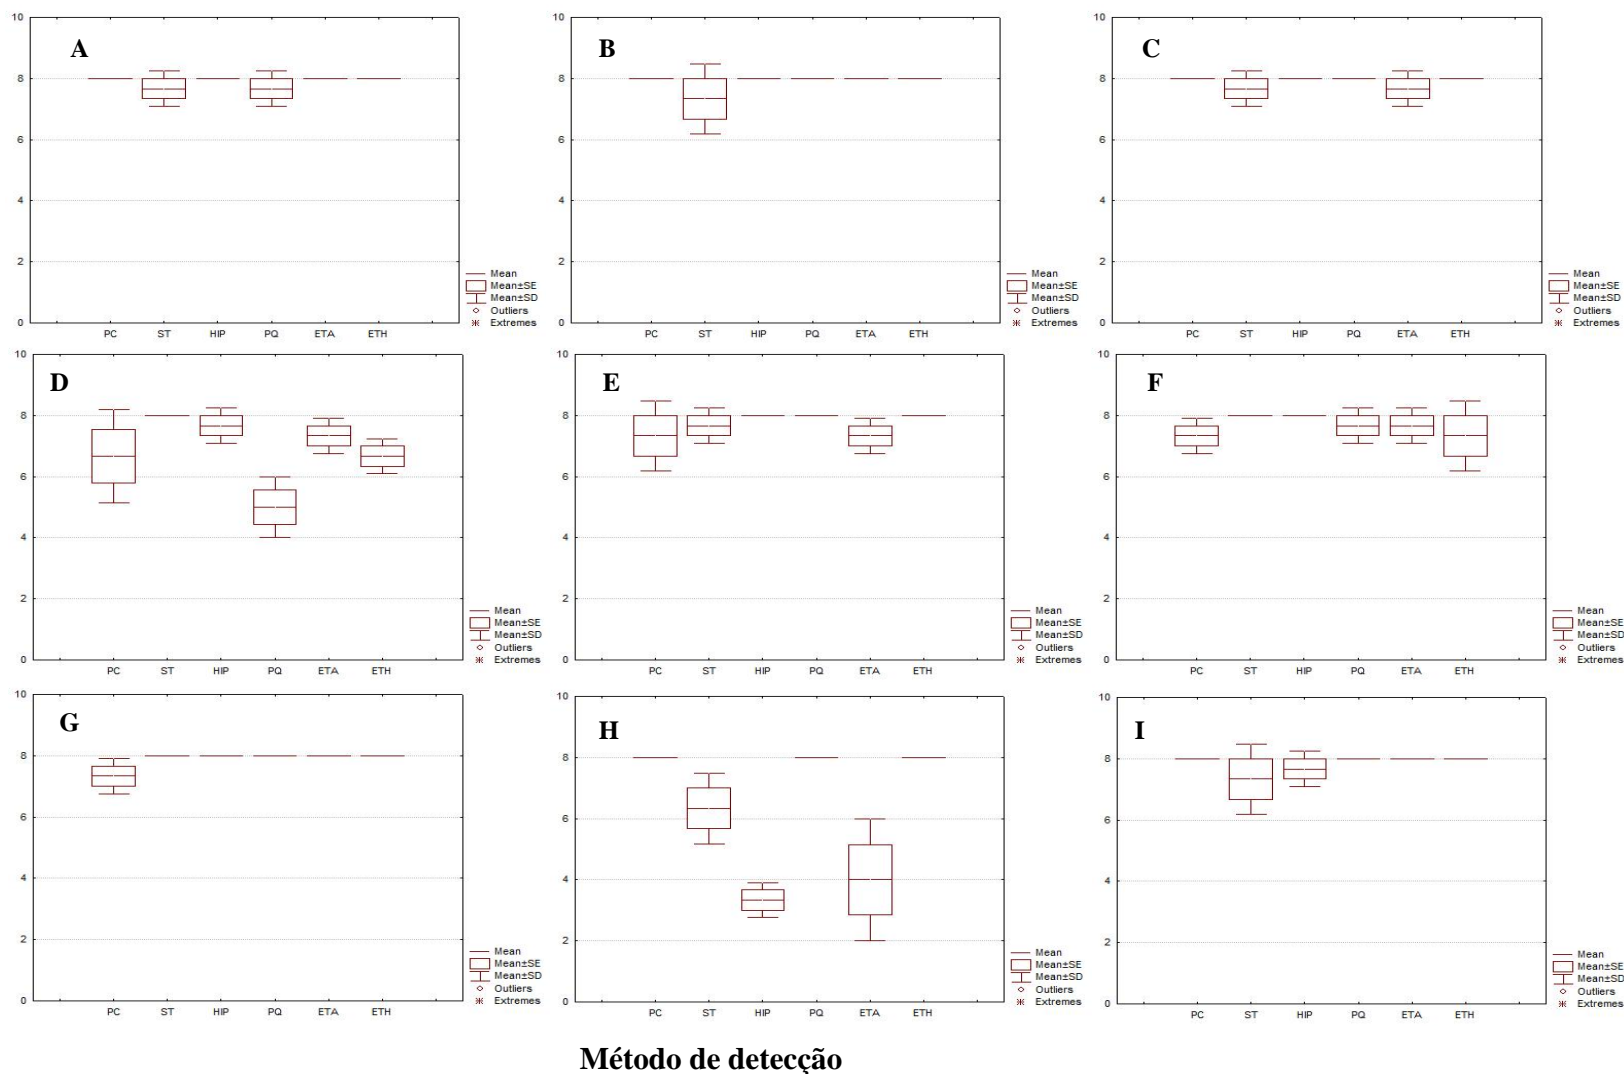 A
10
8
6
4
2
0
PC ST HIP PQ ETA ETH
Mean
Mean±SE
Mean±SD
Outliers
Extremes
B
10
8
6
4
2
0
PC ST HIP PQ ETA ETH
Mean
Mean±SE
Mean±SD
Outliers
Extremes
C
10
8
6
4
2
0
PC ST HIP PQ ETA ETH
Mean
Mean±SE
Mean±SD
Outliers
Extremes
D
10
8
6
4
2
0
PC ST HIP PQ ETA ETH
Mean
Mean±SE
Mean±SD
Outliers
Extremes
E
10
8
6
4
2
0
PC ST HIP PQ ETA ETH
Mean
Mean±SE
Mean±SD
Outliers
Extremes
F
10
8
6
4
2
0
PC ST HIP PQ ETA ETH
Mean
Mean±SE
Mean±SD
Outliers
Extremes
G
10
8
6
4
2
0
PC ST HIP PQ ETA ETH
Mean
Mean±SE
Mean±SD
Outliers
Extremes
H
10
8
6
4
2
0
PC ST HIP PQ ETA ETH
Mean
Mean±SE
Mean±SD
Outliers
Extremes
I
10
8
6
4
2
0
PC ST HIP PQ ETA ETH
Mean
Mean±SE
Mean±SD
Outliers
Extremes
Método de detecção